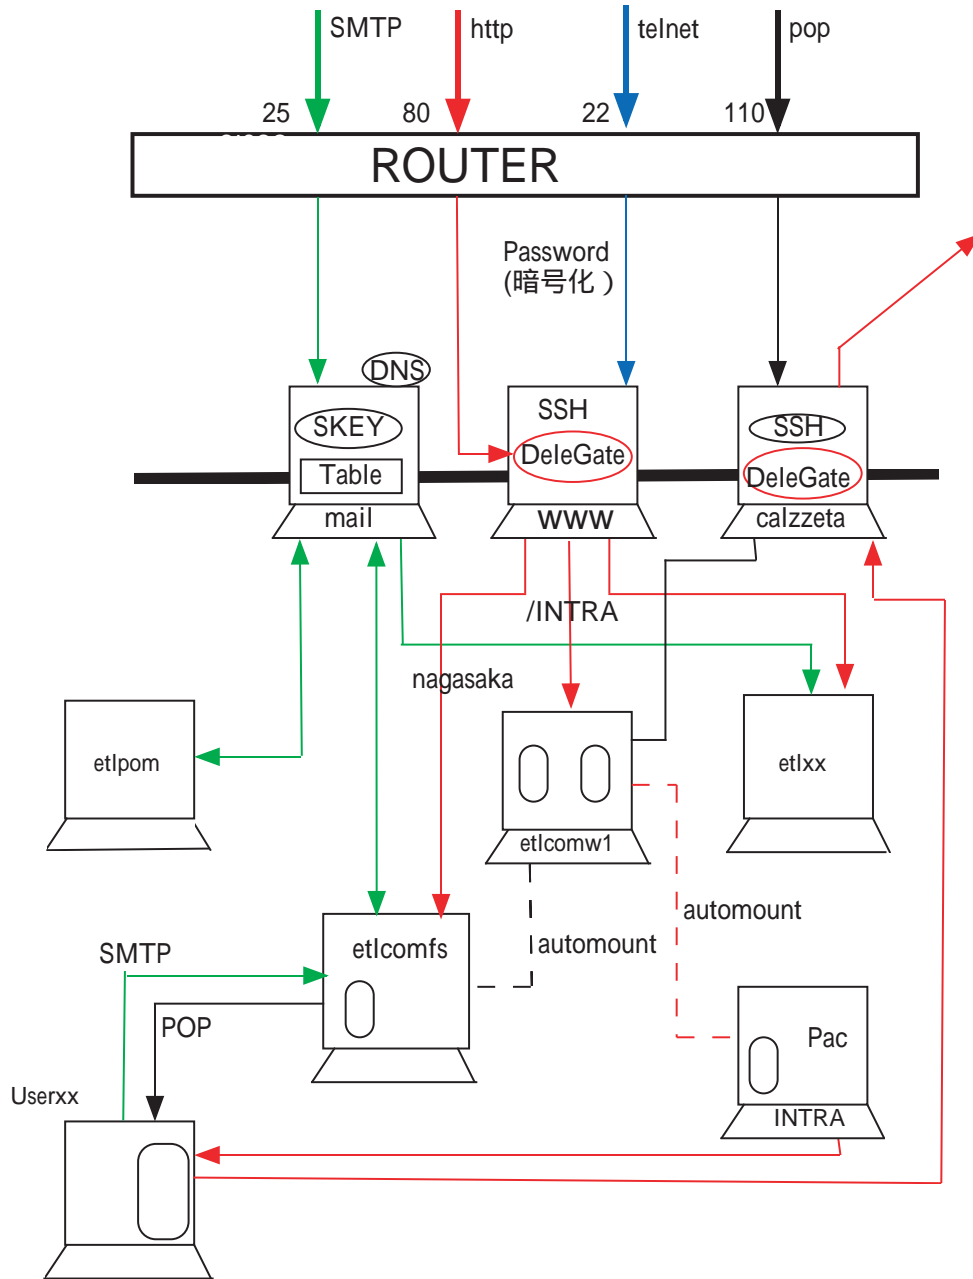 SMTP
http
telnet
pop
25
80
22
110
ROUTER
Password
(暗号化）
DNS
SKEY
Table
mail
SSH
DeleGate
WWW
SSH
DeleGate
calzzeta
/INTRA
nagasaka
etlpom
etlcomw1
etlxx
automount
automount
etlcomfs
SMTP
POP
Pac
INTRA
Userxx